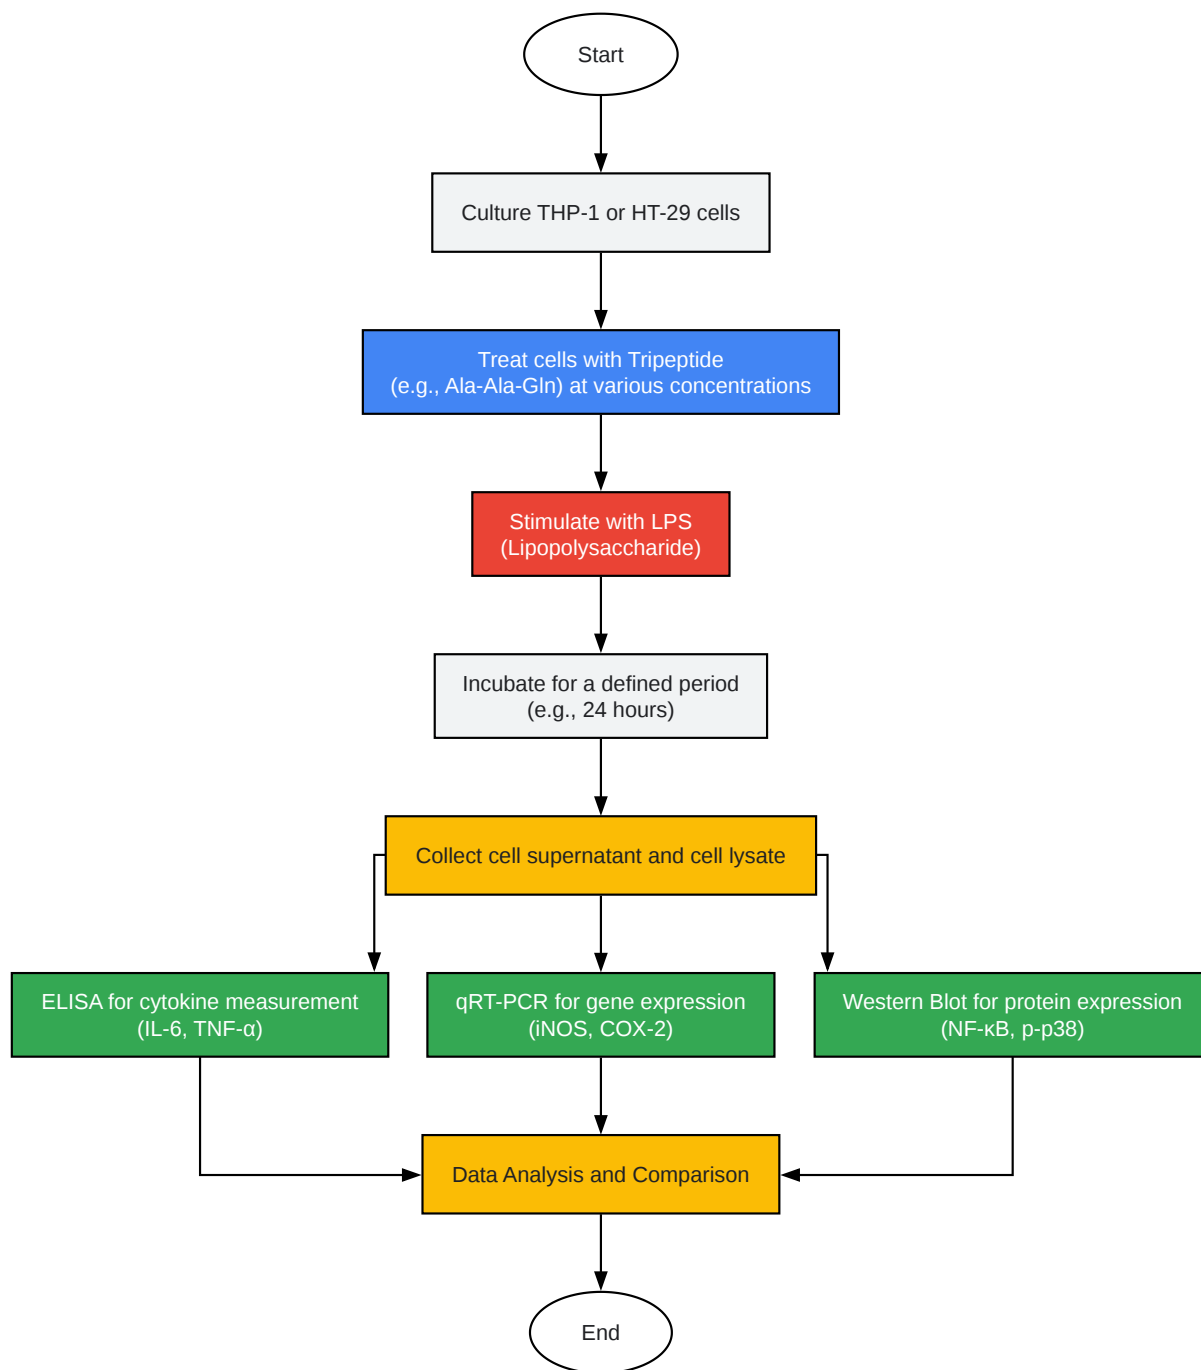 Start
Culture THP-1 or HT-29 cells
Treat cells with Tripeptide
(e.g., Ala-Ala-Gln) at various concentrations
Stimulate with LPS
(Lipopolysaccharide)
Incubate for a defined period
(e.g., 24 hours)
Collect cell supernatant and cell lysate
ELISA for cytokine measurement
(IL-6, TNF-α)
qRT-PCR for gene expression
(iNOS, COX-2)
Western Blot for protein expression
(NF-κB, p-p38)
Data Analysis and Comparison
End